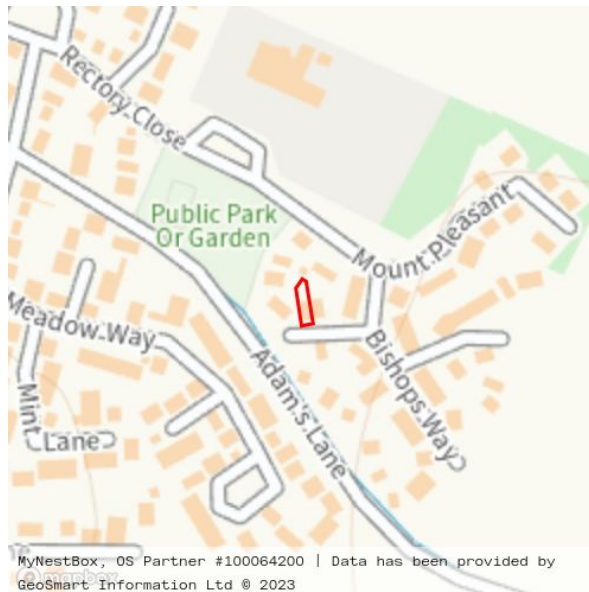 Rectory Close
Public Park
Or Garden
Mount Pleasant
Meadow Way
Adam's Lane
Bishops Way
Mint Lane
MyNestBox, OS Partner #100064200 | Data has been provided by
mapbox
GeoSmart Information Ltd © 2023